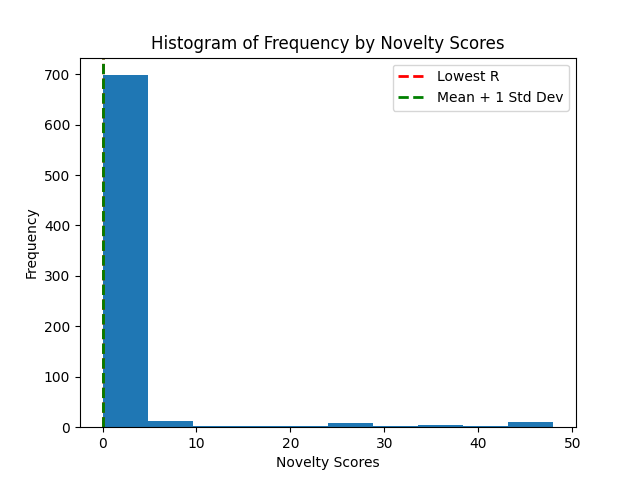 Histogram of Frequency by Novelty Scores
Lowest R
Mean + 1 Std Dev
Frequency
700
600
500
400
300
200
100
0
0 10 20 30 40 50
Novelty Scores